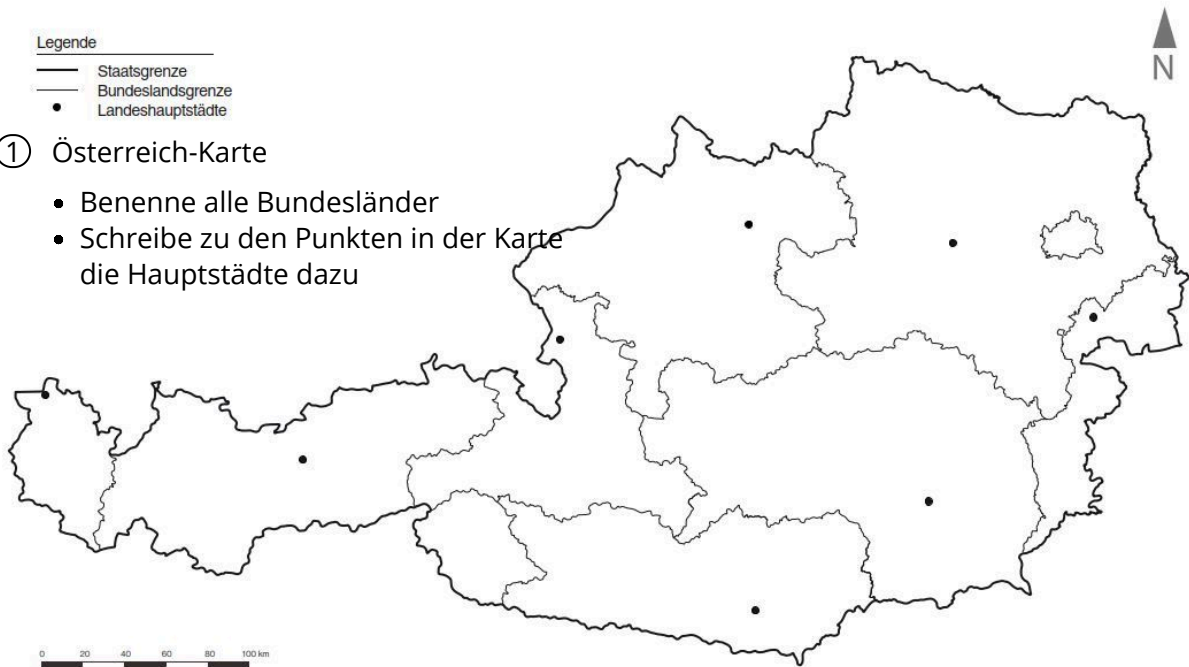 Legende
Staatsgrenze
Bundeslandsgrenze
Landeshauptstädte
N
1 Österreich-Karte
• Benenne alle Bundesländer
• Schreibe zu den Punkten in der Karte
die Hauptstädte dazu
0 20 40 60 80 100 km